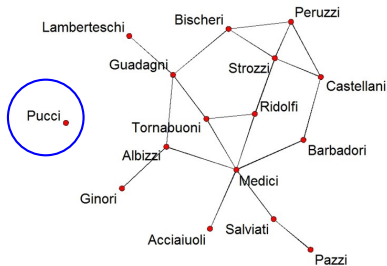 Peruzzi
Bischeri
Lamberteschi
Strozzi
Guadagni
Castellani
Ridolfi
Pucci
Tornabuoni
Albizzi
Barbadori
Medici
Ginori
Salviati
Acciaiuoli
Pazzi